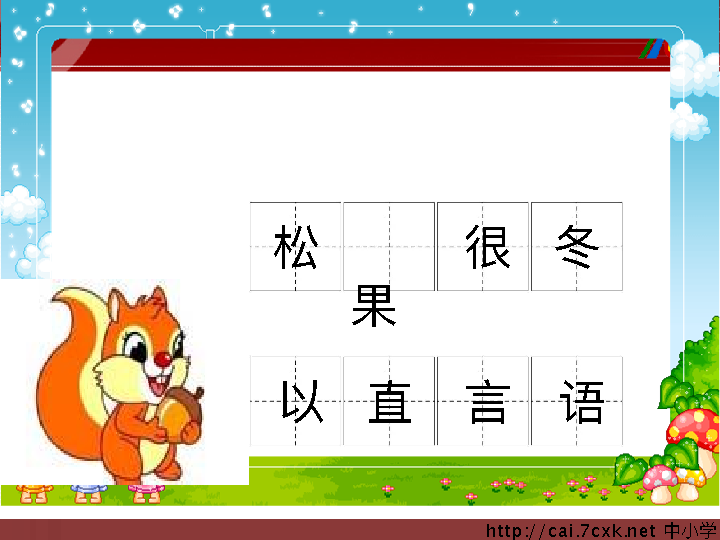 松 很 冬
果
以 直 言 语
http://cai.7cxk.net 中小学